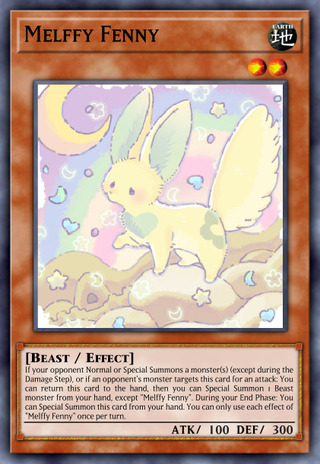 Melffy Fenny
EARTH
地
[Beast / Effect]
If your opponent Normal or Special Summons a monster(s) (except during the
Damage Step), or if an opponent's monster targets this card for an attack: You
can return this card to the hand, then you can Special Summon 1 Beast
monster from your hand, except "Melffy Fenny". During your End Phase: You
can Special Summon this card from your hand. You can only use each effect of
"Melffy Fenny" once per turn.
ATK/ 100 DEF/ 300